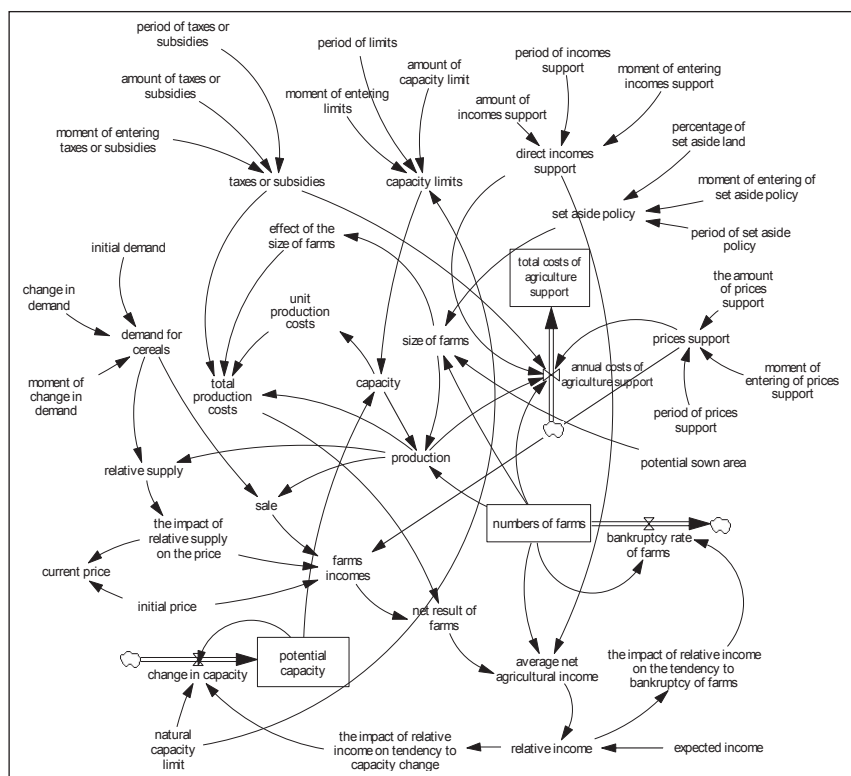 period of taxes or
subsidies
period of limits
amount of
capacity limit
period of incomes
support
moment of entering
incomes support
amount of taxes or
subsidies
moment of entering
limits
amount of
incomes support
percentage of
set aside land
moment of entering
taxes or subsidies
direct incomes
support
taxes or subsidies
capacity limits
moment of entering of
set aside policy
set aside policy
period of set aside
policy
initial demand
effect of the
size of farms
total costs of
agriculture
support
the amount
of prices
support
change in
demand
unit
production
costs
demand for
cereals
size of farms
prices support
moment of
change in
demand
total
production
costs
capacity
annual costs of
agriculture support
moment of
entering of prices
support
period of prices
support
production
potential sown
area
relative supply
sale
numbers of farms
the impact of
relative supply
on the price
bankruptcy rate
of farms
current price
farms
incomes
initial price
net result of
farms
potential
capacity
change in capacity
average net
agricultural income
the impact of relative income
on the tendency to
bankruptcy of farms
natural
capacity
limit
the impact of relative
income on tendency to
capacity change
relative income
expected income